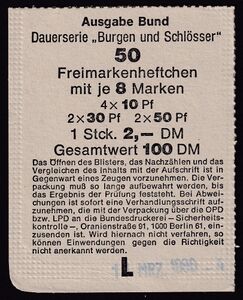 Ausgabe Bund
Dauerserie „Burgen und Schlösser"
50
Freimarkenheftchen
mit je 8 Marken
4 x 10 Pf
2 x 30 Pf 2 x 50 Pf
1 Stck. 2,— DM
Gesamtwert 100 DM
Das Öffnen des Blisters, das Nachzählen und das
Vergleichen des Inhalts mit der Aufschrift ist in Ge-
genwart eines Zeugen vorzunehmen. Die Verpak-
kung muß so lange aufbewahrt werden, bis
das Ergebnis der Prüfung feststeht. Bei Abwei-
chungen ist sofort eine Verhandlungsschrift auf-
zunehmen, die mit der Verpackung über die OPD
bzw. LPD an die Bundesdruckerei - Sicherheits-
kontrolle -, Oranienstraße 91, 1000 Berlin 61, ein-
zusenden ist. Wird nicht hiernach verfahren, so
können Einwendungen gegen die Richtigkeit
nicht anerkannt werden.
L
MRZ